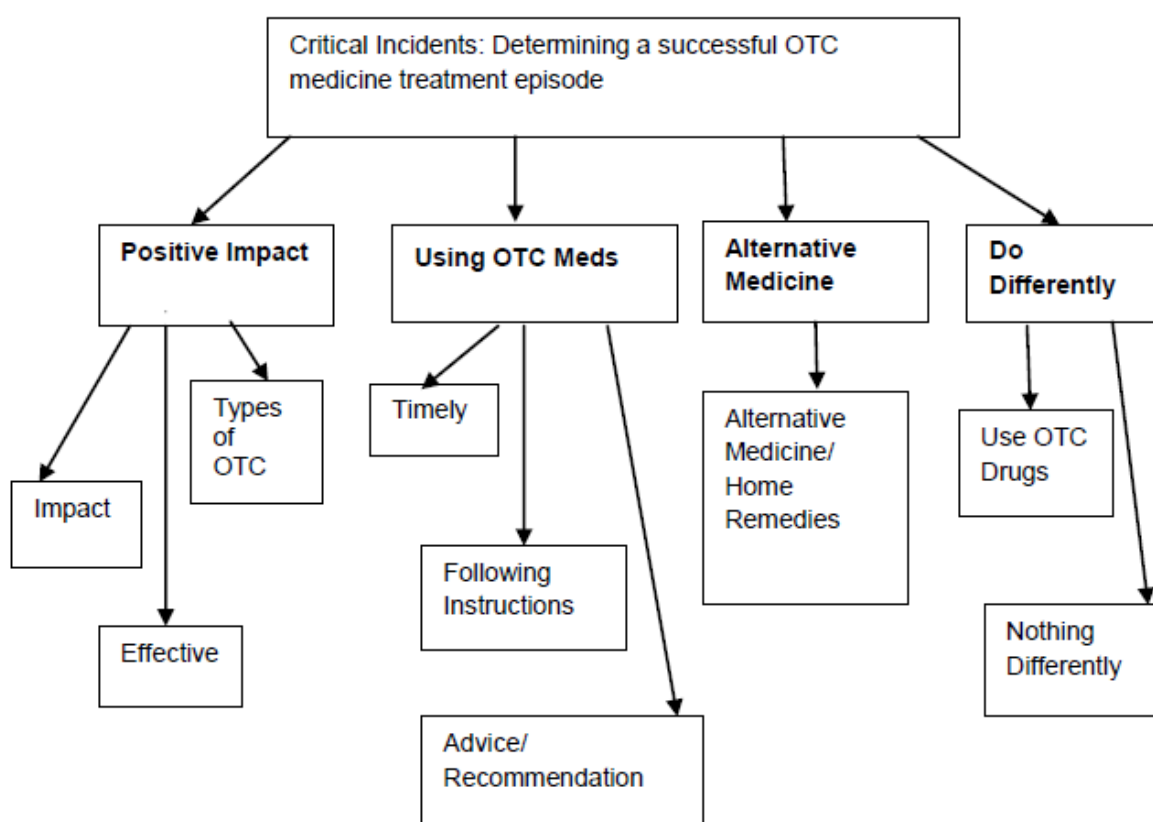 Critical Incidents: Determining a successful OTC
medicine treatment episode
Positive Impact
Using OTC Meds
Alternative
Medicine
Do
Differently
Types
of
OTC
Timely
Alternative
Medicine/
Home
Remedies
Use OTC
Drugs
Impact
Following
Instructions
Effective
Nothing
Differently
Advice/
Recommendation